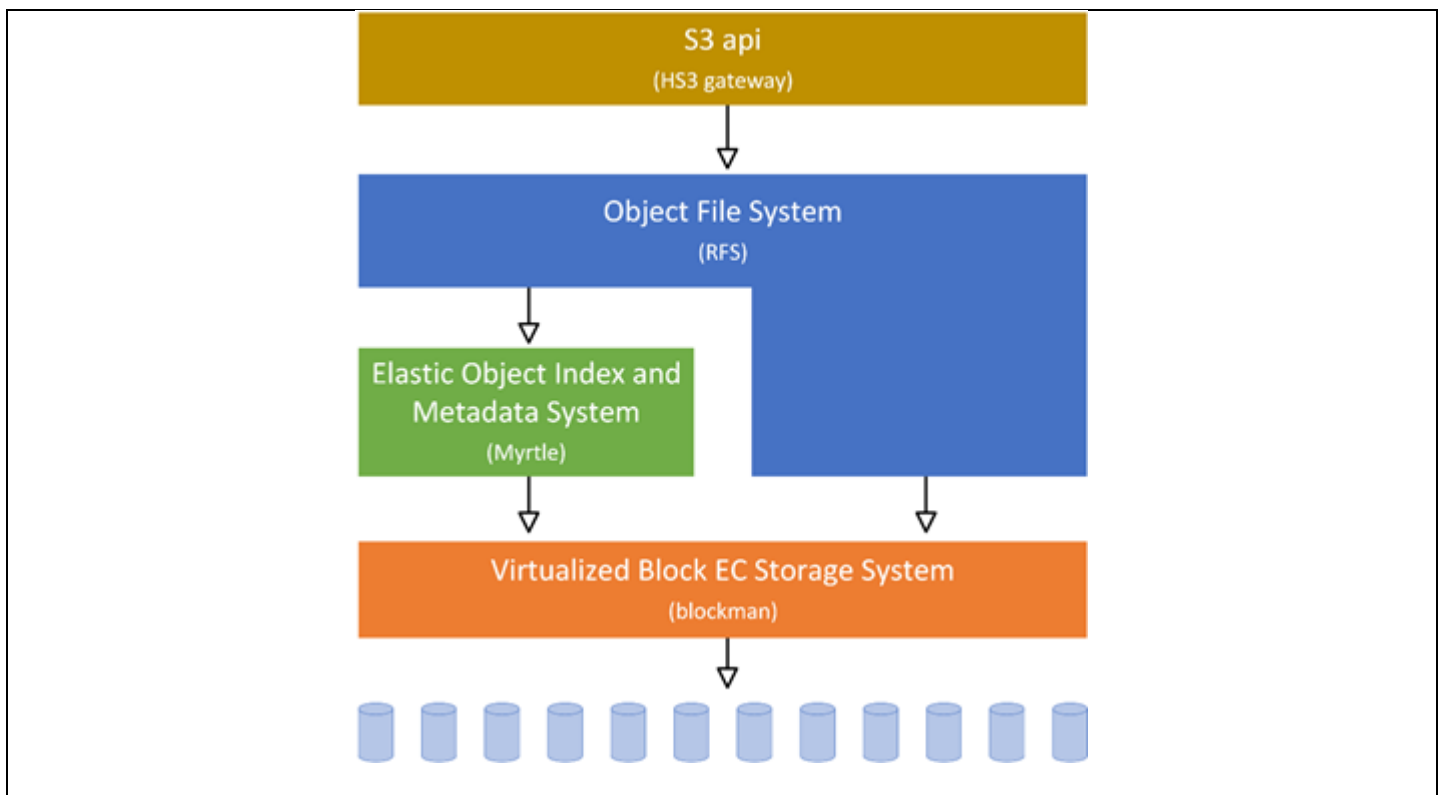 S3 api
(HS3 gateway)
Object File System
(RFS)
Elastic Object Index and
Metadata System
(Myrtle)
Virtualized Block EC Storage System
(blockman)